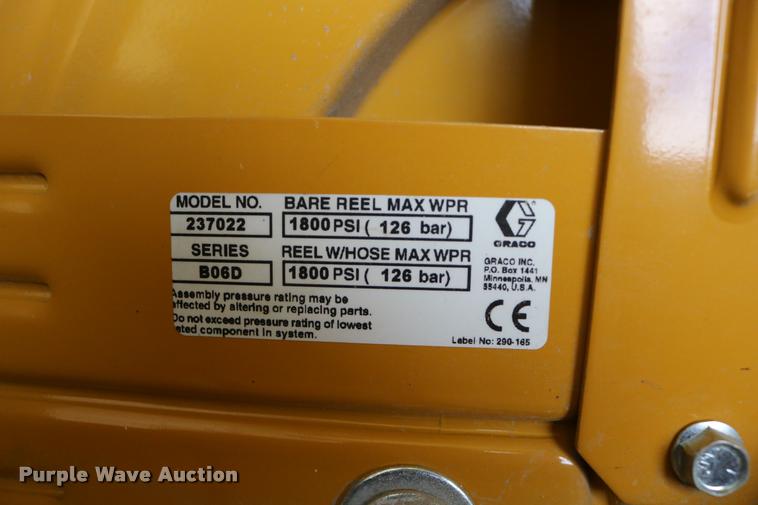 MODEL NO. BARE REEL MAX WPR
237022 1800 PSI ( 126 bar)
SERIES REEL W/HOSE MAX WPR
B06D 1800 PSI ( 126 bar)
Assembly pressure rating may be
affected by altering or replacing parts.
Do not exceed pressure rating of lowest
component in system.
GRACO
GRACO INC.
P.O. Box 1441
Minneapolis, MN
55440, U.S.A.
CE
Label No: 290-165
Purple Wave Auction